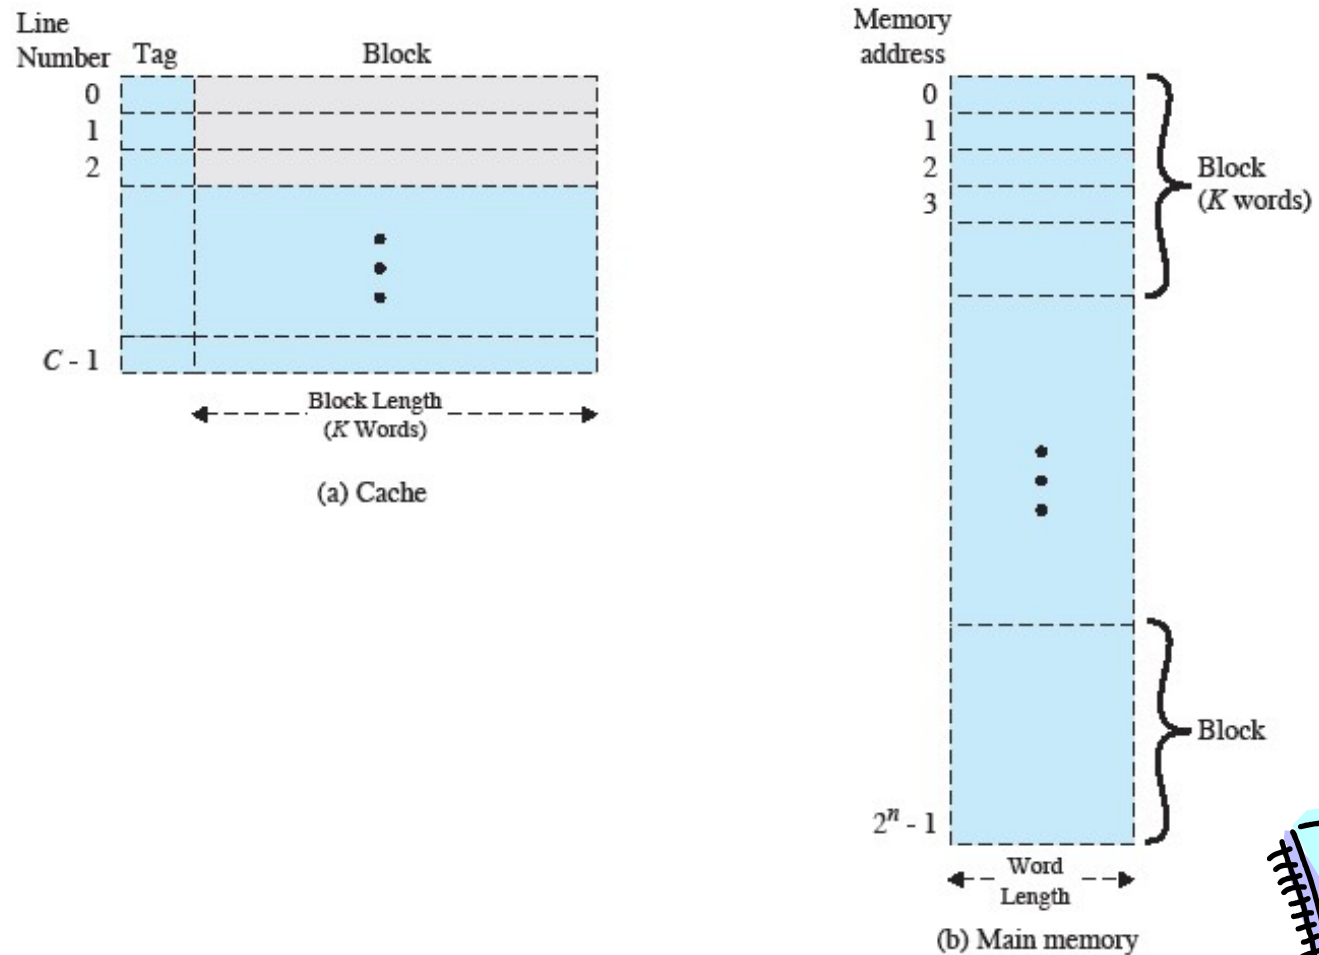 Line
Number Tag Block
0
1
2
C - 1
Block Length
(K Words)
(a) Cache
Memory
address
0
1
2
3
Block
(K words)
Block
2ⁿ - 1
Word
Length
(b) Main memory